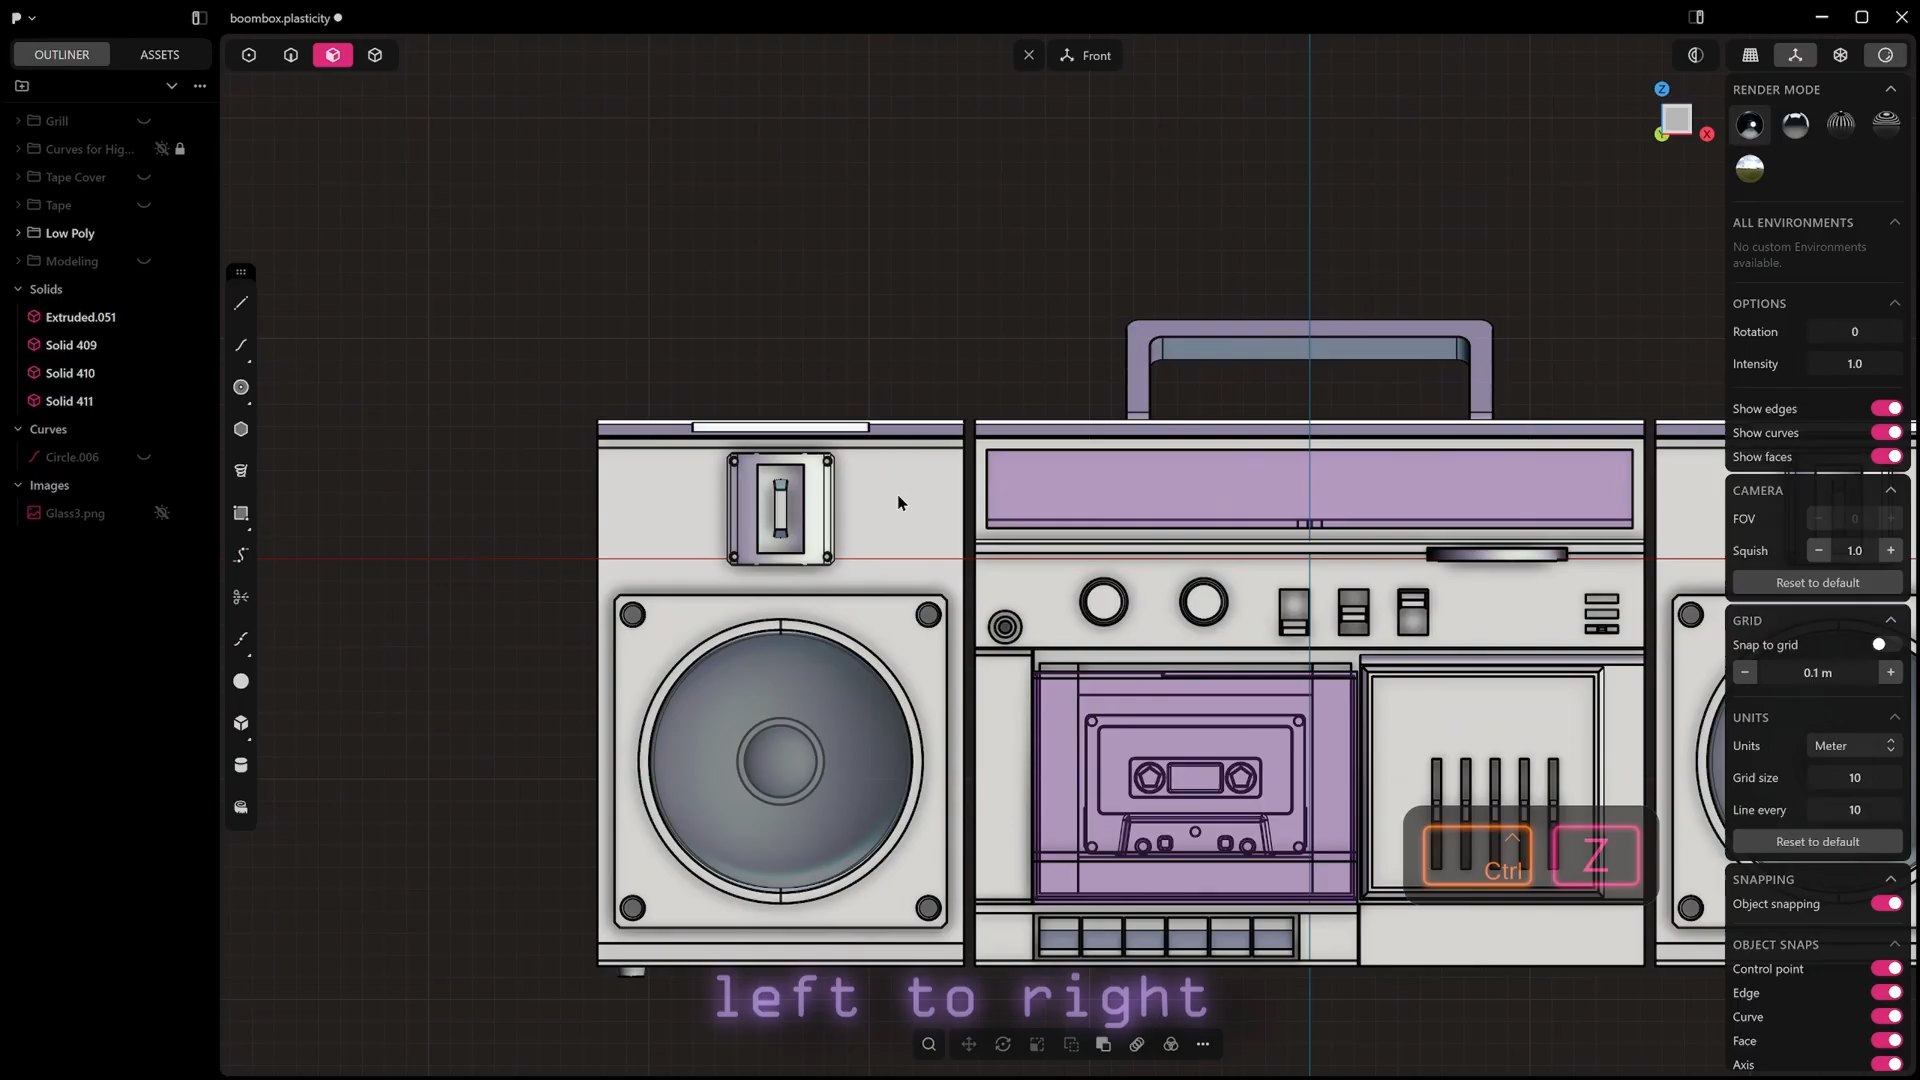 boombox.plasticity
OUTLINER
ASSETS
Front
Grill
Curves for Hig...
Tape Cover
Tape
Low Poly
Modeling
Solids
Extruded.051
Solid 409
Solid 410
Solid 411
Curves
Circle.006
Images
Glass3.png
Z
X
Y
RENDER MODE
ALL ENVIRONMENTS
No custom Environments
available.
OPTIONS
Rotation 0
Intensity 1.0
Show edges
Show curves
Show faces
CAMERA
FOV 0
Squish 1.0
Reset to default
GRID
Snap to grid
0.1 m
UNITS
Units Meter
Grid size 10
Line every 10
Reset to default
SNAPPING
Object snapping
OBJECT SNAPS
Control point
Edge
Curve
Face
Axis
Ctrl Z
left to right